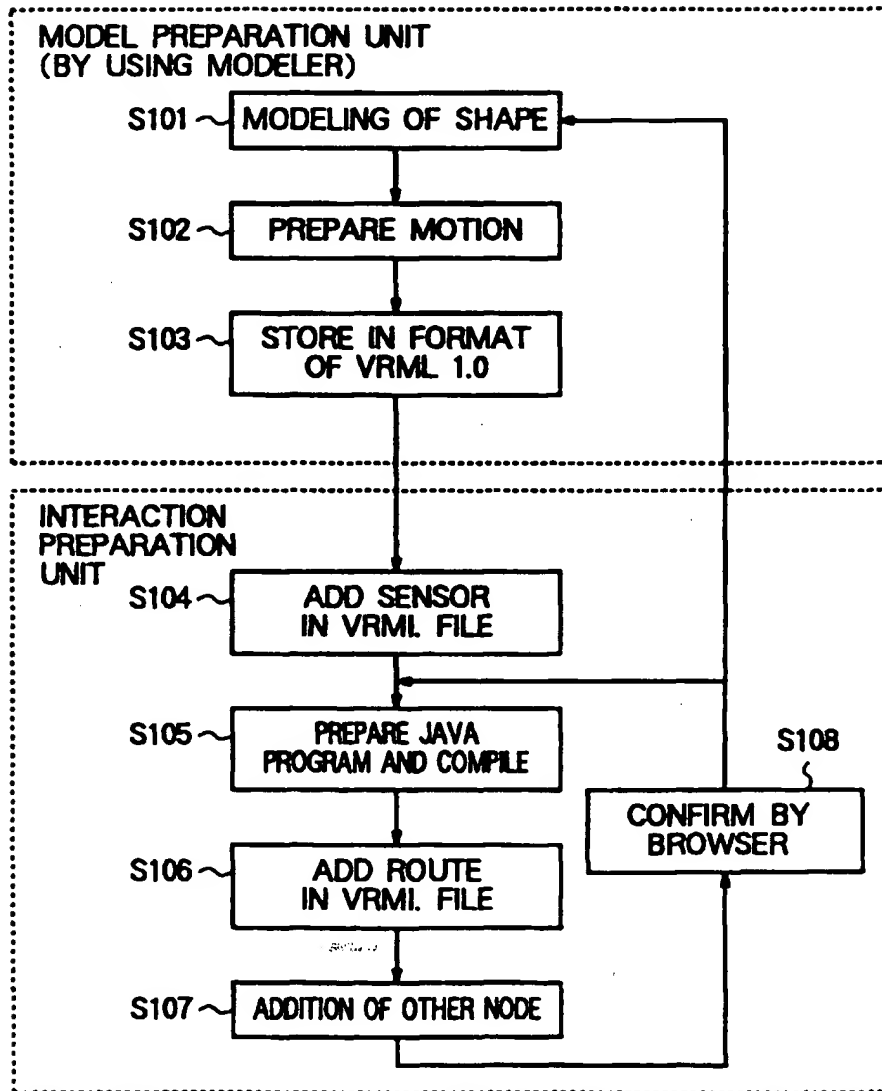 MODEL PREPARATION UNIT
(BY USING MODELER)
S101
MODELING OF SHAPE
S102
PREPARE MOTION
S103
STORE IN FORMAT
OF VRML 1.0
INTERACTION
PREPARATION
UNIT
S104
ADD SENSOR
IN VRML FILE
S105
PREPARE JAVA
PROGRAM AND COMPILE
S108
CONFIRM BY
BROWSER
S106
ADD ROUTE
IN VRML FILE
S107
ADDITION OF OTHER NODE